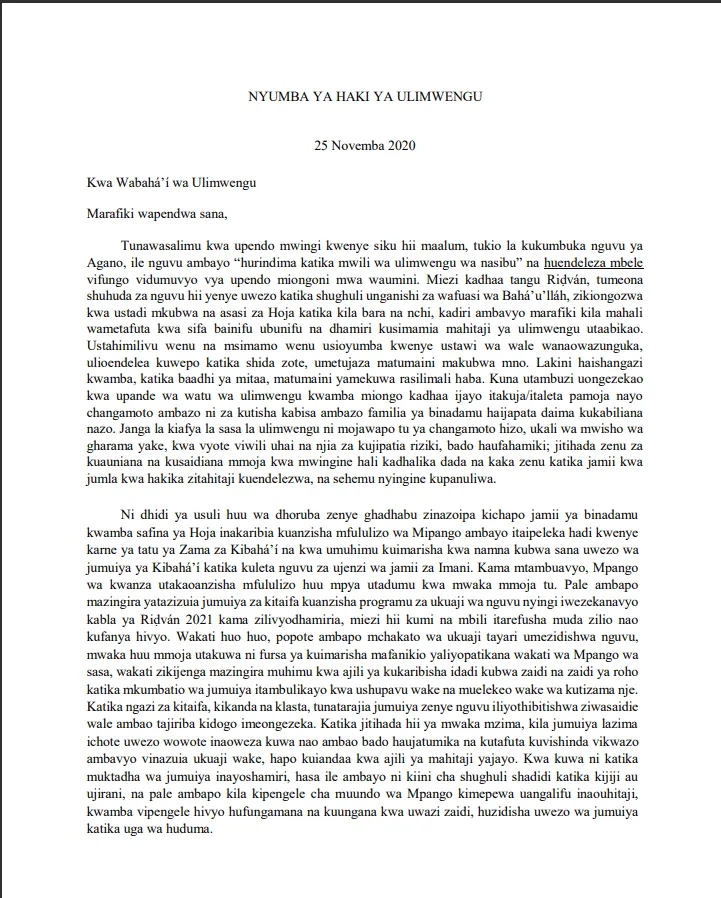 NYUMBA YA HAKI YA ULIMWENGU
25 Novemba 2020
Kwa Wabahá’í wa Ulimwengu
Marafiki wapendwa sana,
Tunawasalimu kwa upendo mwingi kwenye siku hii maalum, tukio la kukumbuka nguvu ya
Agano, ile nguvu ambayo “hurindima katika mwili wa ulimwengu wa nasibu” na huendeleza mbele
vifungo vidumuvyo vya upendo miongoni mwa waumini. Miezi kadhaa tangu Riḍván, tumeona
shuhuda za nguvu hii yenye uwezo katika shughuli unganishi za wafuasi wa Bahá’u’lláh, zikiongozwa
kwa ustadi mkubwa na asasi za Hoja katika kila bara na nchi, kadiri ambavyo marafiki kila mahali
wametafuta kwa sifa bainifu ubunifu na dhamiri kusimamia mahitaji ya ulimwengu utaabikao.
Ustahimilivu wenu na msimamo wenu usioyumba kwenye ustawi wa wale wanaowazunguka,
ulioendelea kuwepo katika shida zote, umetujaza matumaini makubwa mno. Lakini haishangazi
kwamba, katika baadhi ya mitaa, matumaini yamekuwa rasilimali haba. Kuna utambuzi uongezekao
kwa upande wa watu wa ulimwengu kwamba miongo kadhaa ijayo itakuja/italeta pamoja nayo
changamoto ambazo ni za kutisha kabisa ambazo familia ya binadamu haijapata daima kukabiliana
nazo. Janga la kiafya la sasa la ulimwengu ni mojawapo tu ya changamoto hizo, ukali wa mwisho wa
gharama yake, kwa vyote viwili uhai na njia za kujipatia riziki, bado haufahamiki; jitihada zenu za
kuauniana na kusaidiana mmoja kwa mwingine hali kadhalika dada na kaka zenu katika jamii kwa
jumla kwa hakika zitahitaji kuendelezwa, na sehemu nyingine kupanuliwa.
Ni dhidi ya usuli huu wa dhoruba zenye ghadhabu zinazoipa kichapo jamii ya binadamu
kwamba safina ya Hoja inakaribia kuanzisha mfululizo wa Mipango ambayo itaipeleka hadi kwenye
karne ya tatu ya Zama za Kibahá’í na kwa umuhimu kuimarisha kwa namna kubwa sana uwezo wa
jumuiya ya Kibahá’í katika kuleta nguvu za ujenzi wa jamii za Imani. Kama mtambuavyo, Mpango
wa kwanza utakaoanzisha mfululizo huu mpya utadumu kwa mwaka mmoja tu. Pale ambapo
mazingira yatazizuia jumuiya za kitaifa kuanzisha programu za ukuaji wa nguvu nyingi iwezekanavyo
kabla ya Riḍván 2021 kama zilivyodhamiria, miezi hii kumi na mbili itarefusha muda zilio nao
kufanya hivyo. Wakati huo huo, popote ambapo mchakato wa ukuaji tayari umezidishwa nguvu,
mwaka huu mmoja utakuwa ni fursa ya kuimarisha mafanikio yaliyopatikana wakati wa Mpango wa
sasa, wakati zikijenga mazingira muhimu kwa ajili ya kukaribisha idadi kubwa zaidi na zaidi ya roho
katika mkumbatio wa jumuiya itambulikayo kwa ushupavu wake na muelekeo wake wa kutizama nje.
Katika ngazi za kitaifa, kikanda na klasta, tunatarajia jumuiya zenye nguvu iliyothibitishwa ziwasaidie
wale ambao tajiriba kidogo imeongezeka. Katika jitihada hii ya mwaka mzima, kila jumuiya lazima
ichote uwezo wowote inaoweza kuwa nao ambao bado haujatumika na kutafuta kuvishinda vikwazo
ambavyo vinazuia ukuaji wake, hapo kuiandaa kwa ajili ya mahitaji yajayo. Kwa kuwa ni katika
muktadha wa jumuiya inayoshamiri, hasa ile ambayo ni kiini cha shughuli shadidi katika kijiji au
ujirani, na pale ambapo kila kipengele cha muundo wa Mpango kimepewa uangalifu inaouhitaji,
kwamba vipengele hivyo hufungamana na kuungana kwa uwazi zaidi, huzidisha uwezo wa jumuiya
katika uga wa huduma.